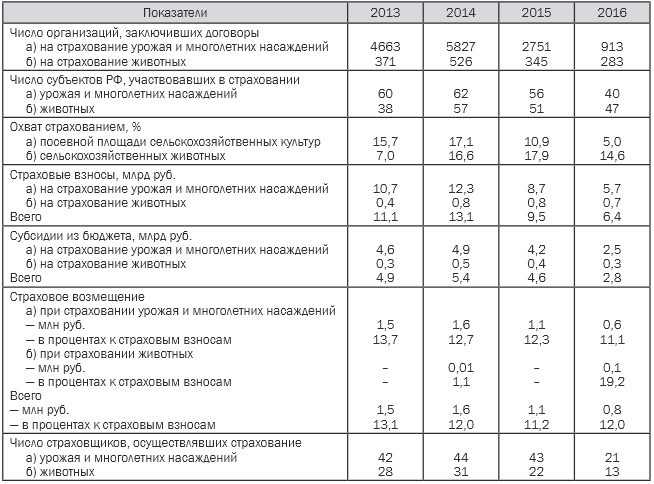 Показатели 2013 2014 2015 2016
Число организаций, заключивших договоры
а) на страхование урожая и многолетних насаждений 4663 5827 2751 913
б) на страхование животных 371 526 345 283
Число субъектов РФ, участвовавших в страховании
а) урожая и многолетних насаждений 60 62 56 40
б) животных 38 57 51 47
Охват страхованием, %
а) посевной площади сельскохозяйственных культур 15,7 17,1 10,9 5,0
б) сельскохозяйственных животных 7,0 16,6 17,9 14,6
Страховые взносы, млрд руб.
а) на страхование урожая и многолетних насаждений 10,7 12,3 8,7 5,7
б) на страхование животных 0,4 0,8 0,8 0,7
Всего 11,1 13,1 9,5 6,4
Субсидии из бюджета, млрд руб.
а) на страхование урожая и многолетних насаждений 4,6 4,9 4,2 2,5
б) на страхование животных 0,3 0,5 0,4 0,3
Всего 4,9 5,4 4,6 2,8
Страховое возмещение
а) при страховании урожая и многолетних насаждений
— млн руб. 1,5 1,6 1,1 0,6
— в процентах к страховым взносам 13,7 12,7 12,3 11,1
б) при страховании животных
— млн руб. – 0,01 – 0,1
— в процентах к страховым взносам – 1,1 – 19,2
Всего
— млн руб. 1,5 1,6 1,1 0,8
— в процентах к страховым взносам 13,1 12,0 11,2 12,0
Число страховщиков, осуществлявших страхование
а) урожая и многолетних насаждений 42 44 43 21
б) животных 28 31 22 13